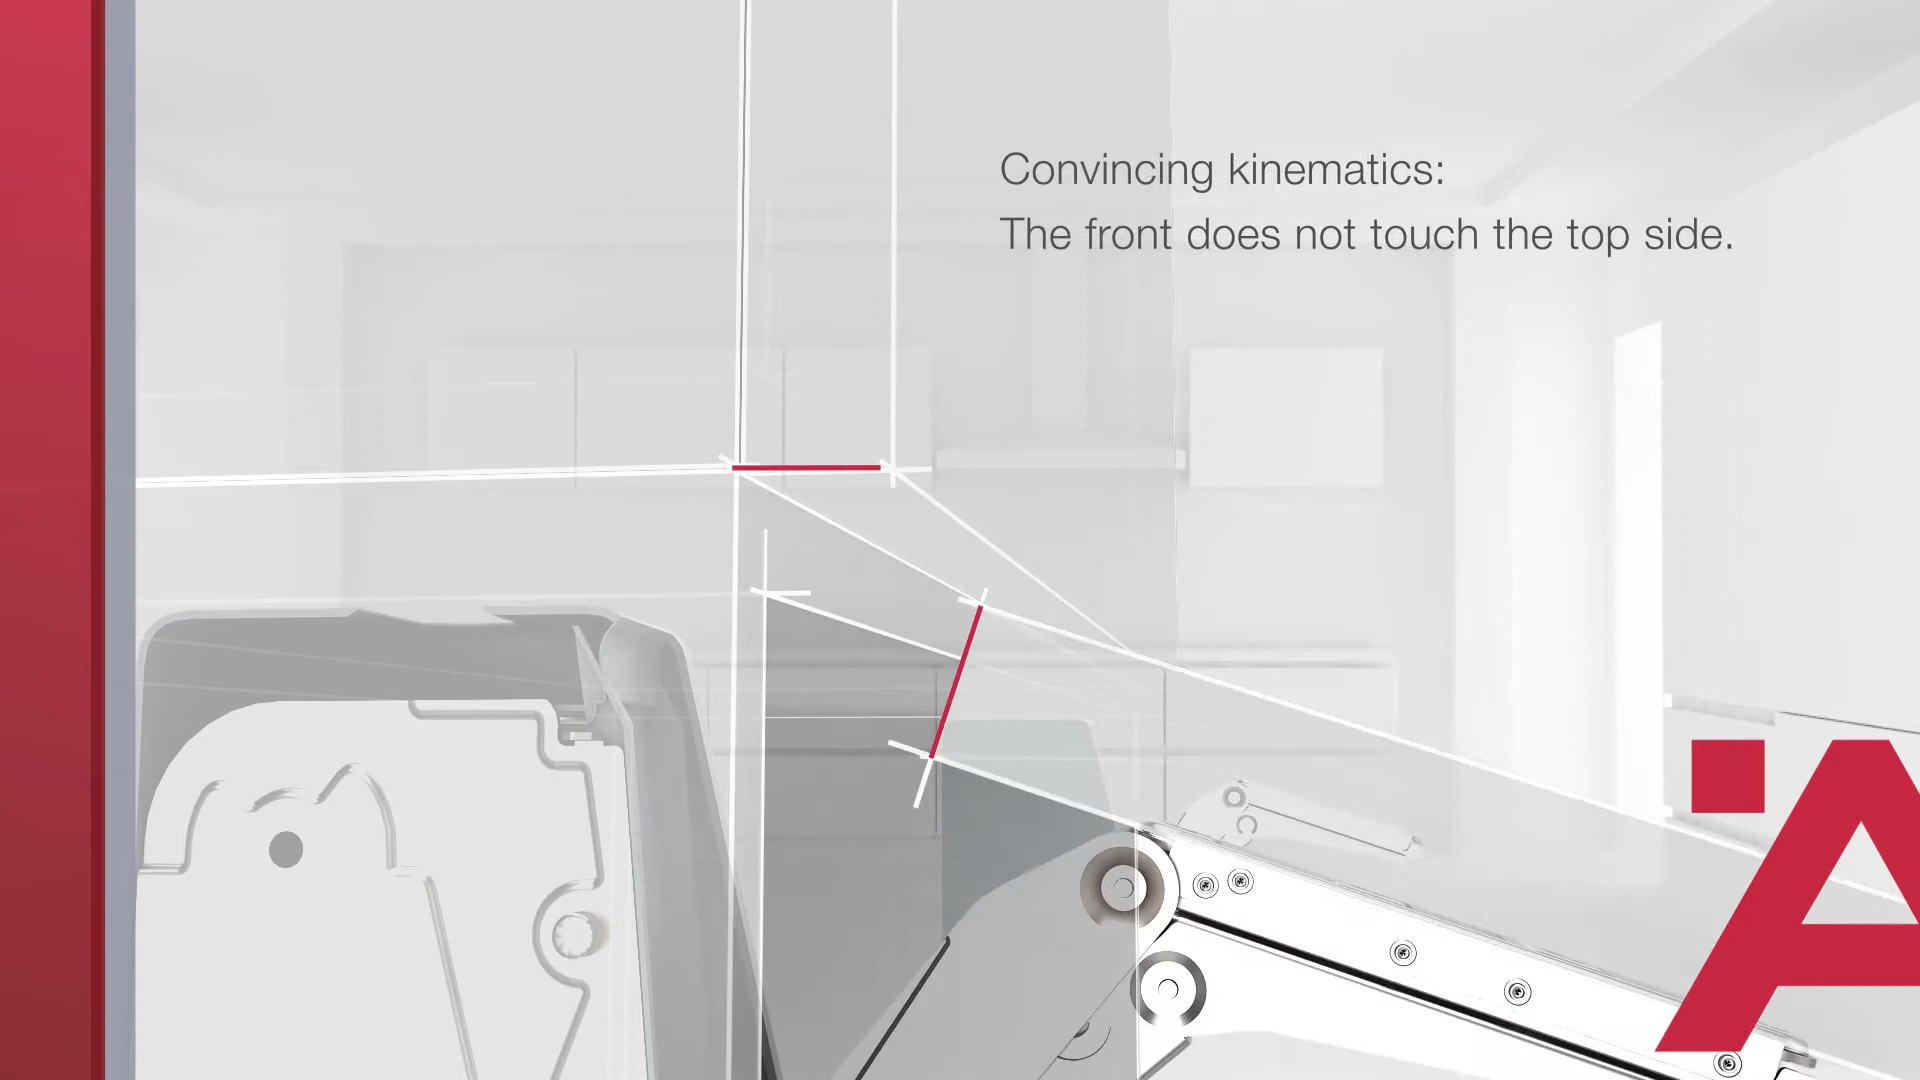 Convincing kinematics:
The front does not touch the top side.
A